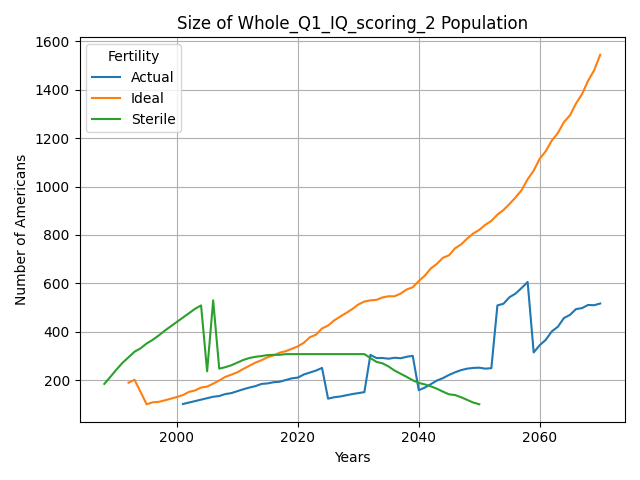 Size of Whole_Q1_IQ_scoring_2 Population
Fertility
Actual
Ideal
Sterile
Number of Americans
1600
1400
1200
1000
800
600
400
200
2000
2020
2040
2060
Years